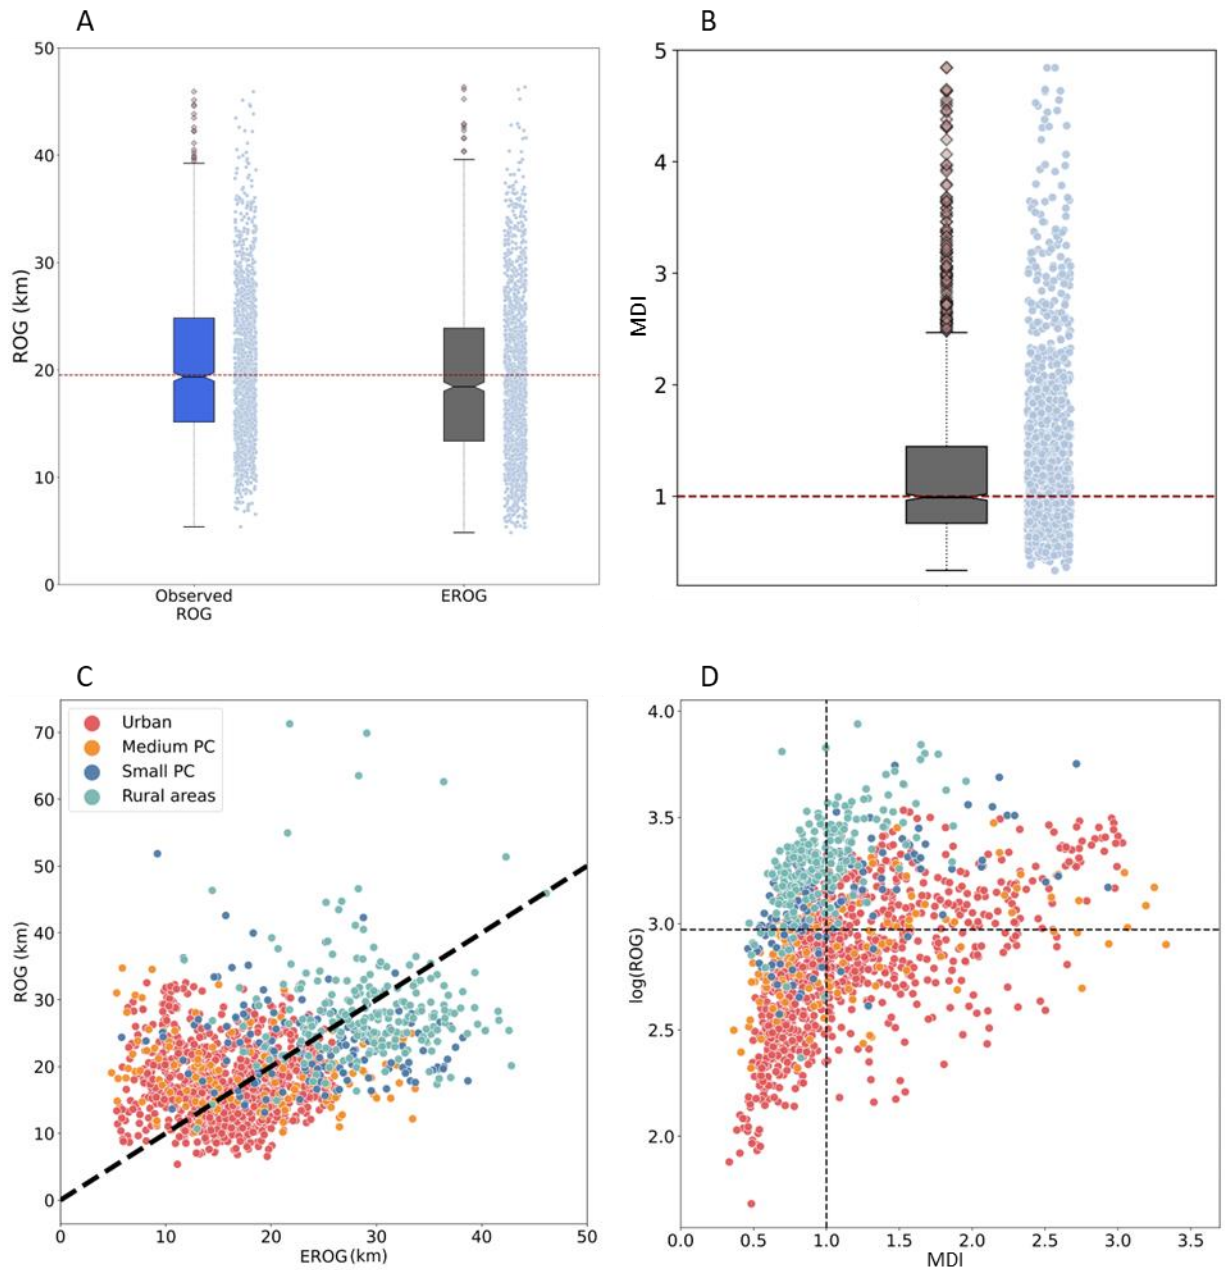 A
B
50
40
30
20
10
0
ROG (km)
Observed
ROG
EROG
5
4
3
2
1
MDI
C
D
Urban
Medium PC
Small PC
Rural areas
70
60
50
40
30
20
10
0
ROG (km)
0 10 20 30 40 50
EROG (km)
4.0
3.5
3.0
2.5
2.0
log(ROG)
0.0 0.5 1.0 1.5 2.0 2.5 3.0 3.5
MDI